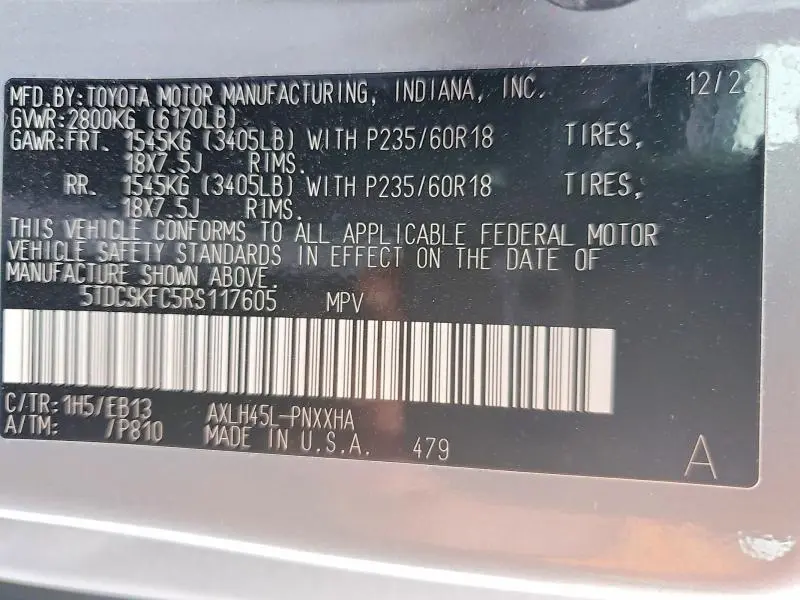 MFD.BY:TOYOTA MOTOR MANUFACTURING, INDIANA, INC. 12/23
GVWR:2800KG (6170LB)
GAWR:FRT. 1545KG (3405LB) WITH P235/60R18 TIRES,
18X7.5J RIMS.
RR. 1545KG (3405LB) WITH P235/60R18 TIRES,
18X7.5J RIMS.
THIS VEHICLE CONFORMS TO ALL APPLICABLE FEDERAL MOTOR
VEHICLE SAFETY STANDARDS IN EFFECT ON THE DATE OF
MANUFACTURE SHOWN ABOVE.
5TDCSKFC5RS117605 MPV
C/TR:1H5/EB13 AXLH45L-PNXXHA
A/TM: /P810 MADE IN U.S.A. 479 A